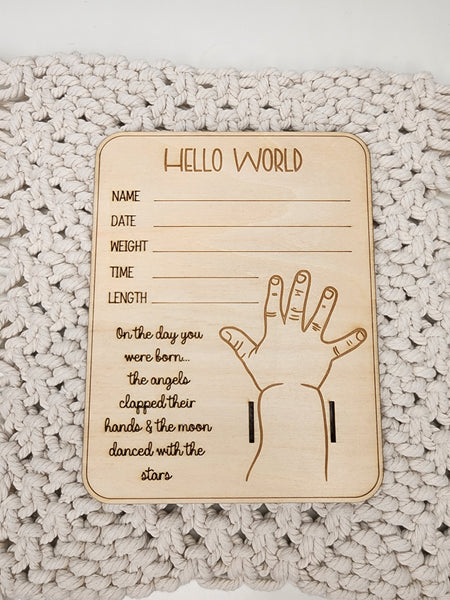 HELLO WORLD
NAME
DATE
WEIGHT
TIME
LENGTH
On the day you
were born...
the angels
clapped their
hands & the moon
danced with the
stars